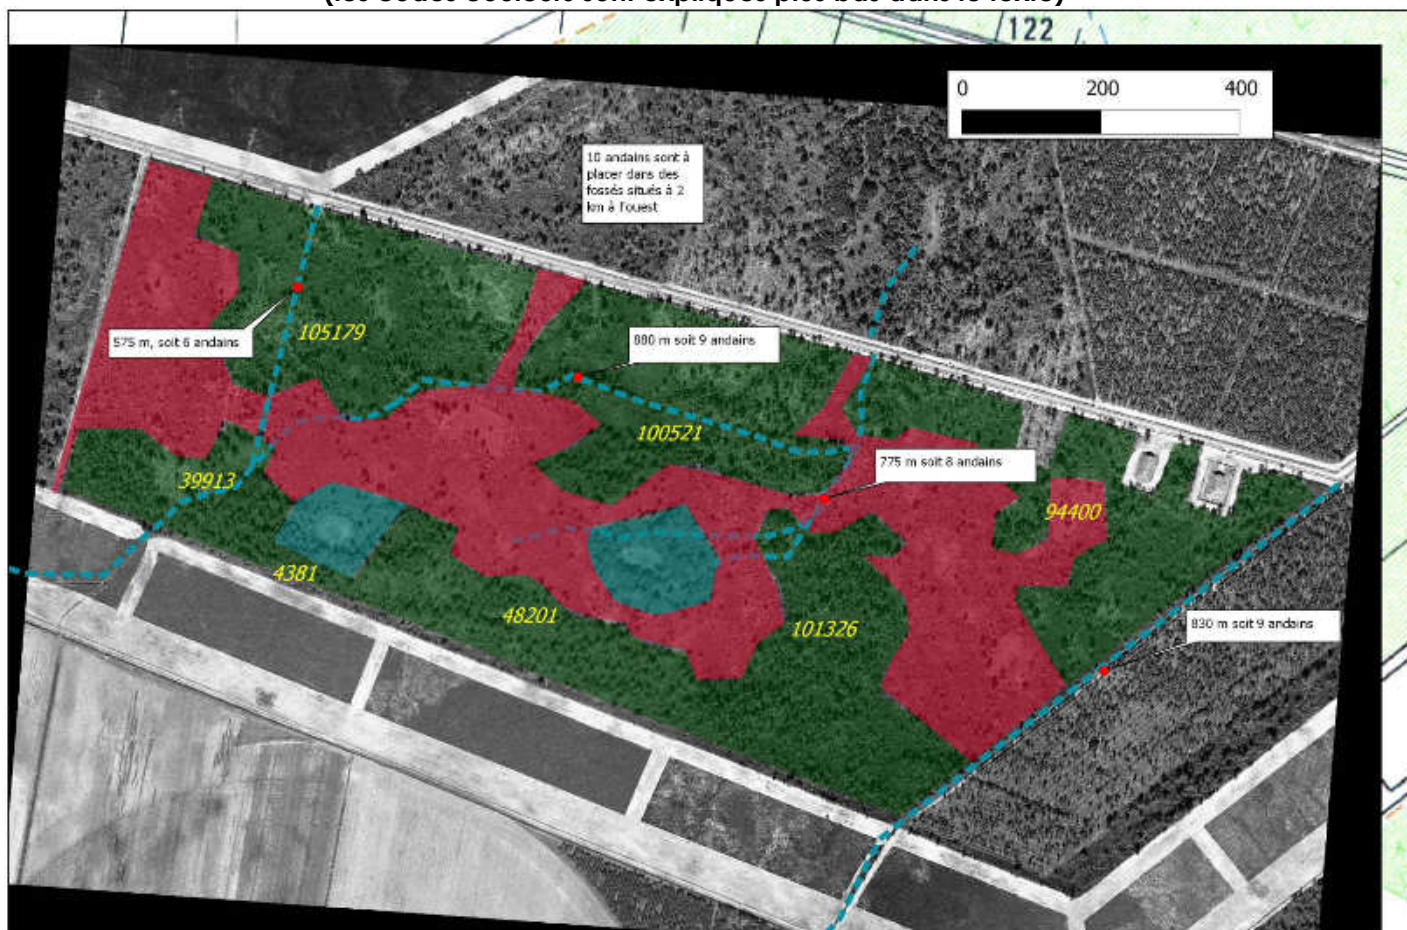 122
0 200 400
10 andains sont à
placer dans des
fossés situés à 2
km à l'ouest
575 m, soit 6 andains
105179
880 m soit 9 andains
100521
775 m soit 8 andains
39913
94400
4381
48201
101326
830 m soit 9 andains